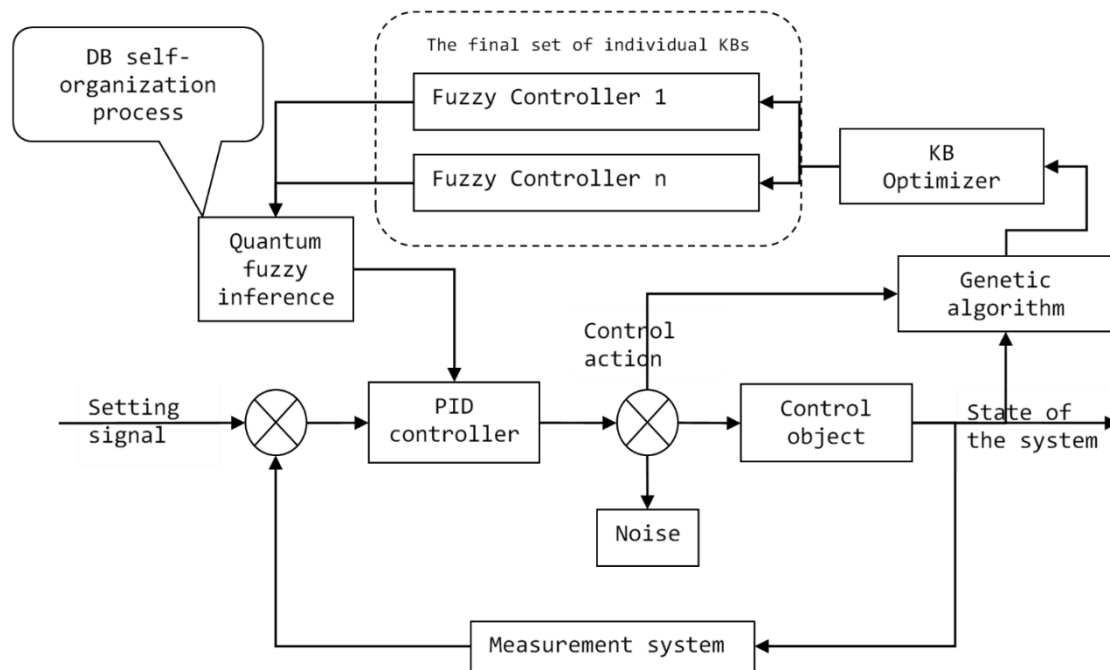 DB self-
organization
process
The final set of individual KBs
Fuzzy Controller 1
Fuzzy Controller n
KB
Optimizer
Quantum
fuzzy
inference
Genetic
algorithm
Control
action
Setting
signal
PID
controller
Control
object
State of
the system
Noise
Measurement system